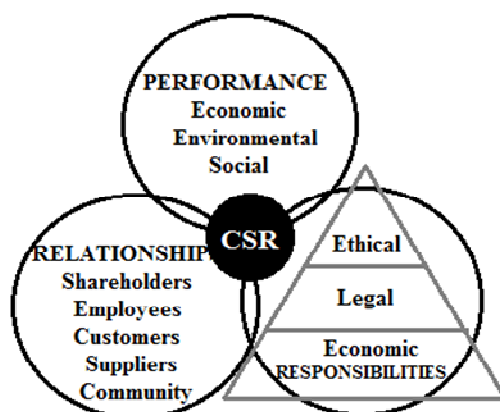 PERFORMANCE
Economic
Environmental
Social
CSR
RELATIONSHIP
Shareholders
Employees
Customers
Suppliers
Community
Ethical
Legal
Economic
RESPONSIBILITIES